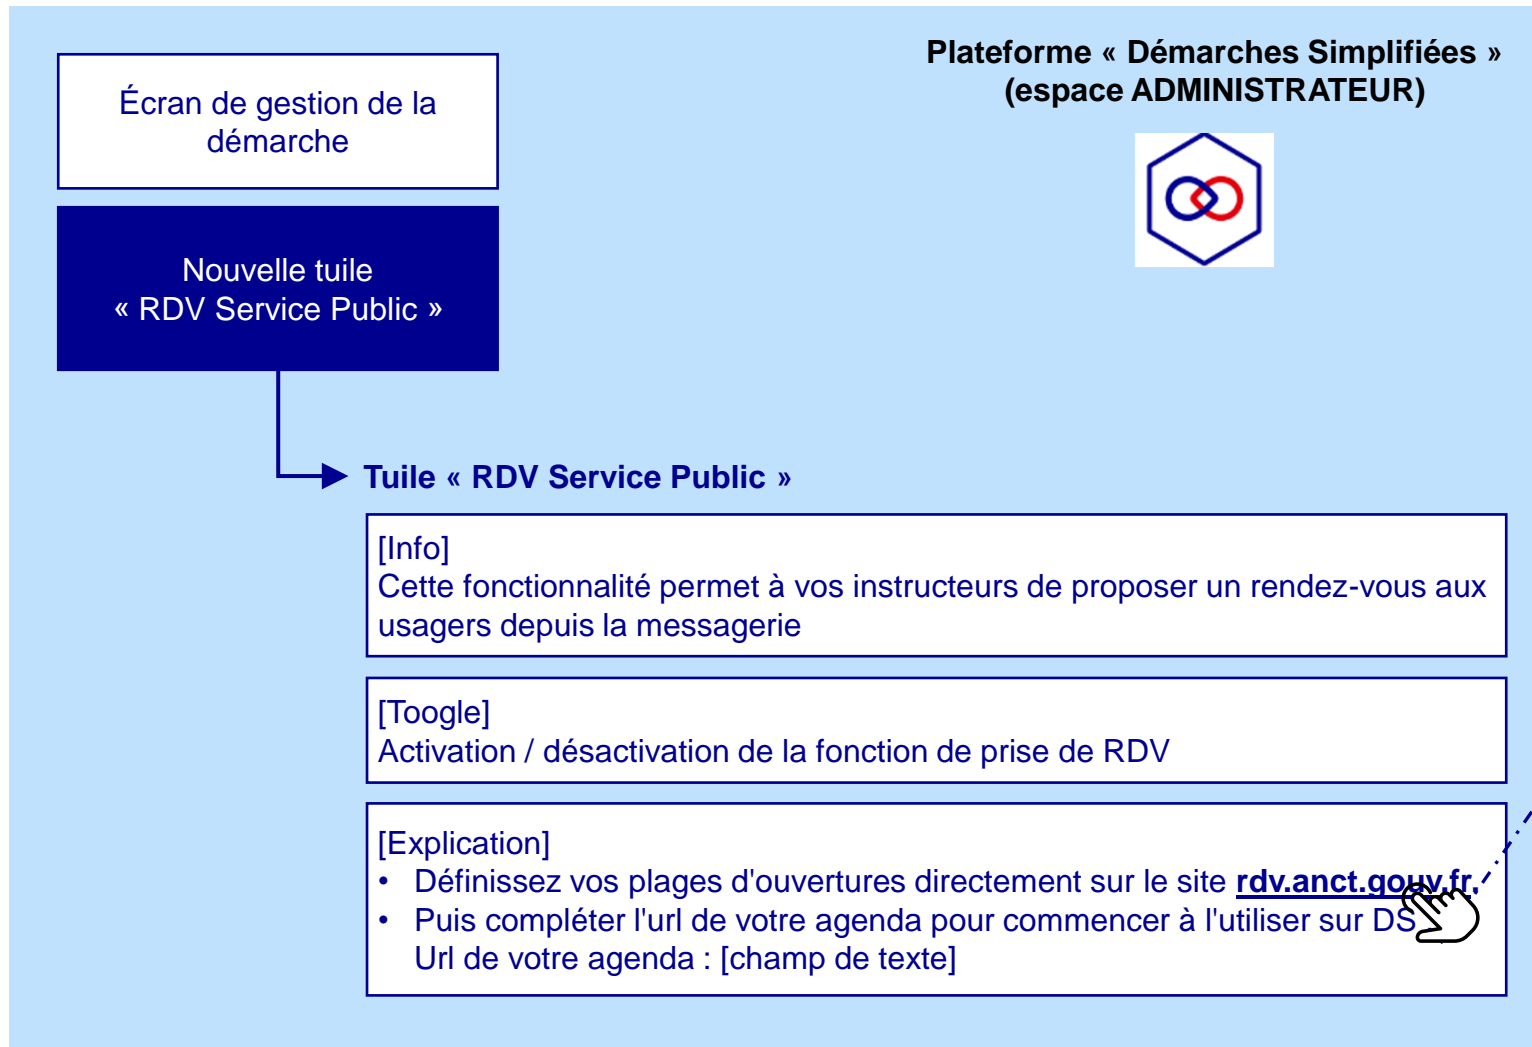 Plateforme « Démarches Simplifiées »
(espace ADMINISTRATEUR)
Écran de gestion de la
démarche
Nouvelle tuile
« RDV Service Public »
Tuile « RDV Service Public »
[Info]
Cette fonctionnalité permet à vos instructeurs de proposer un rendez-vous aux
usagers depuis la messagerie
[Toogle]
Activation / désactivation de la fonction de prise de RDV
[Explication]
• Définissez vos plages d'ouvertures directement sur le site rdv.anct.gouv.fr.
• Puis compléter l'url de votre agenda pour commencer à l'utiliser sur DS
Url de votre agenda : [champ de texte]